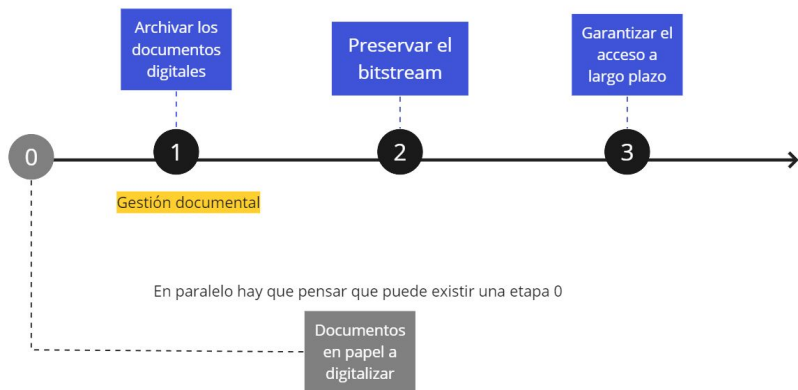 Archivar los
documentos
digitales
Preservar el
bitstream
Garantizar el
acceso a
largo plazo
0
1
2
3
Gestión documental
En paralelo hay que pensar que puede existir una etapa 0
Documentos
en papel a
digitalizar